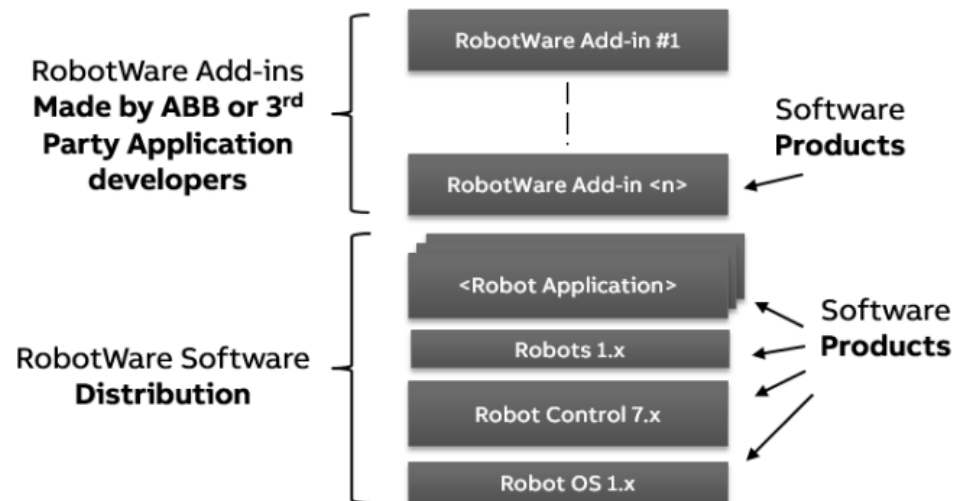 RobotWare Add-in #1
RobotWare Add-ins
Made by ABB or 3rd
Party Application
developers
Software
Products
RobotWare Add-in <n>
<Robot Application>
Software
Products
Robots 1.x
RobotWare Software
Distribution
Robot Control 7.x
Robot OS 1.x